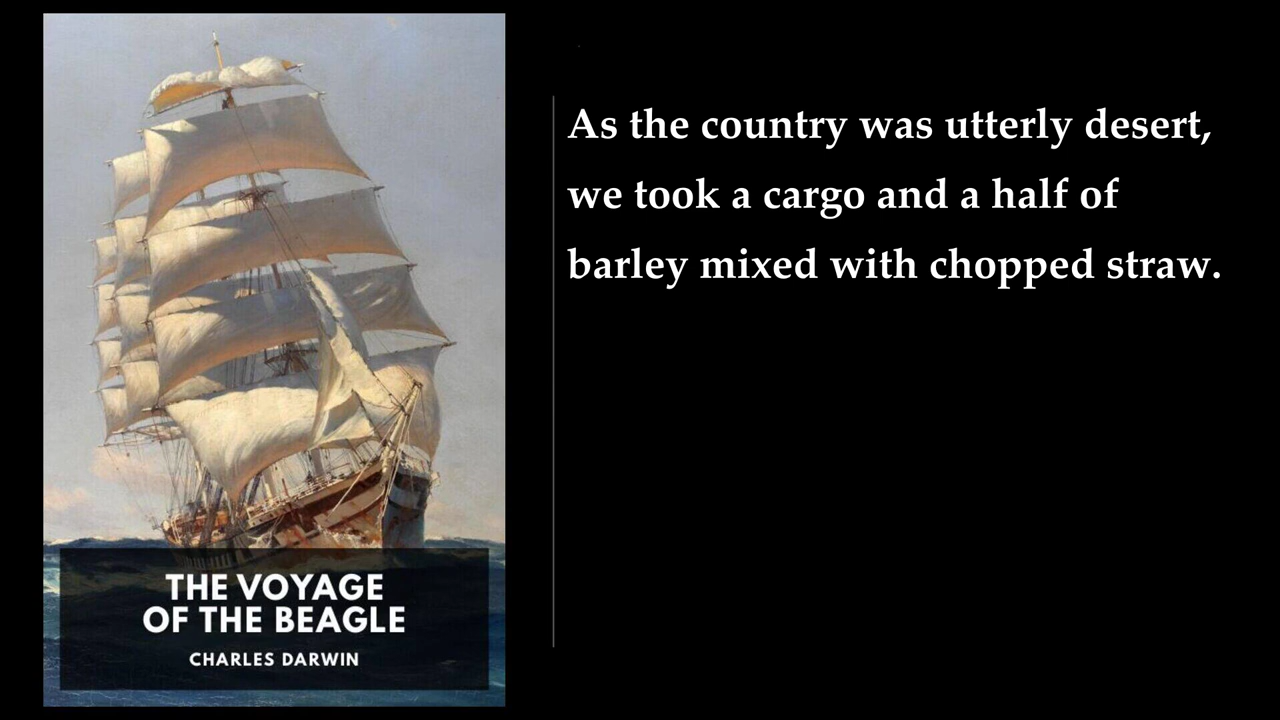 THE VOYAGE
OF THE BEAGLE
CHARLES DARWIN
As the country was utterly desert,
we took a cargo and a half of
barley mixed with chopped straw.